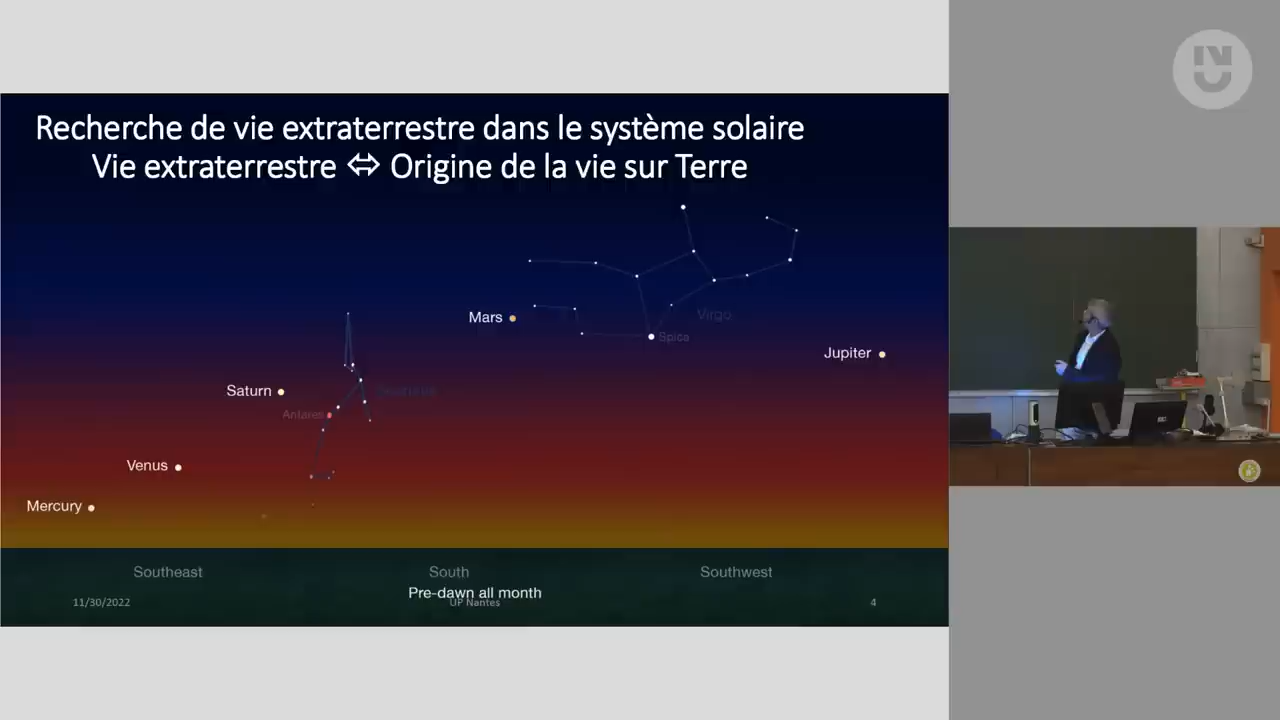 Recherche de vie extraterrestre dans le système solaire
Vie extraterrestre ⇔ Origine de la vie sur Terre
Mars
Virgo
Spica
Jupiter
Saturn
Antares
Venus
Mercury
Southeast
South
Southwest
Pre-dawn all month
11/30/2022
UP Nantes
4